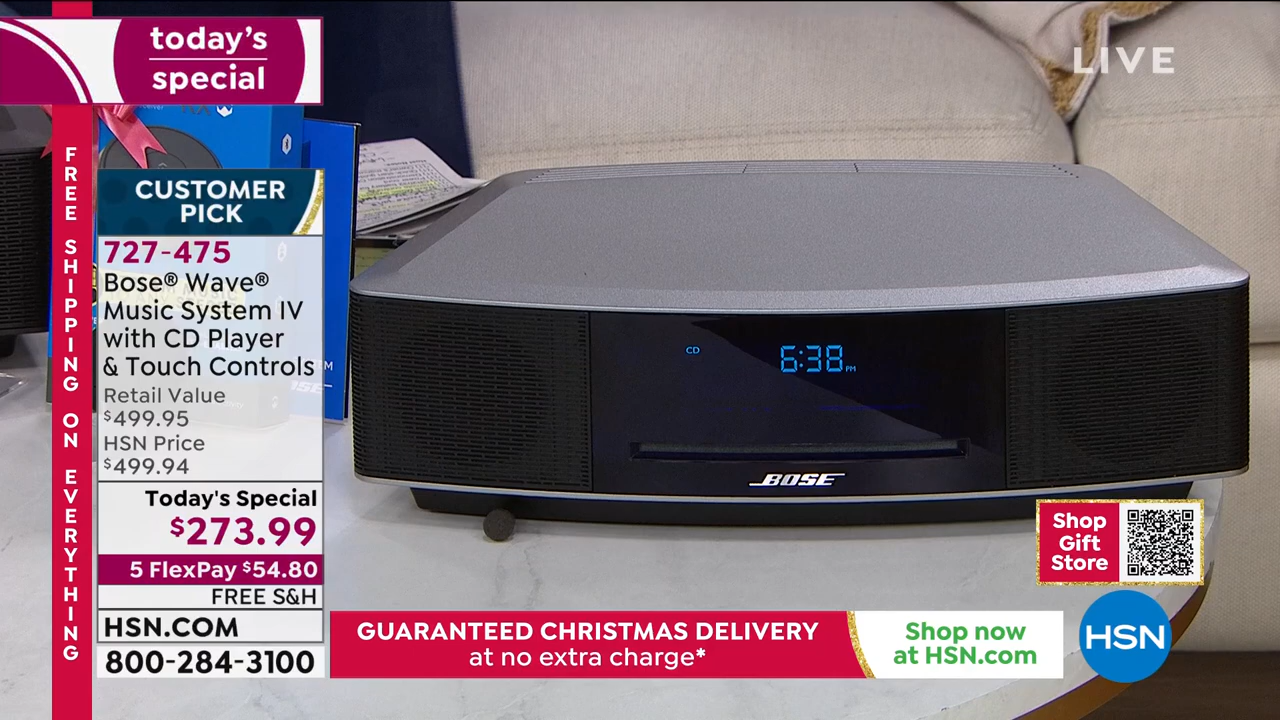 today's
special
LIVE
FREE SHIPPING ON EVERYTHING
CUSTOMER
PICK
727-475
Bose® Wave®
Music System IV
with CD Player
& Touch Controls
Retail Value
$499.95
HSN Price
$499.94
Today's Special
$273.99
5 FlexPay $54.80
FREE S&H
HSN.COM
800-284-3100
CD
6:38 PM
BOSE
Shop
Gift
Store
GUARANTEED CHRISTMAS DELIVERY
at no extra charge*
Shop now
at HSN.com
HSN